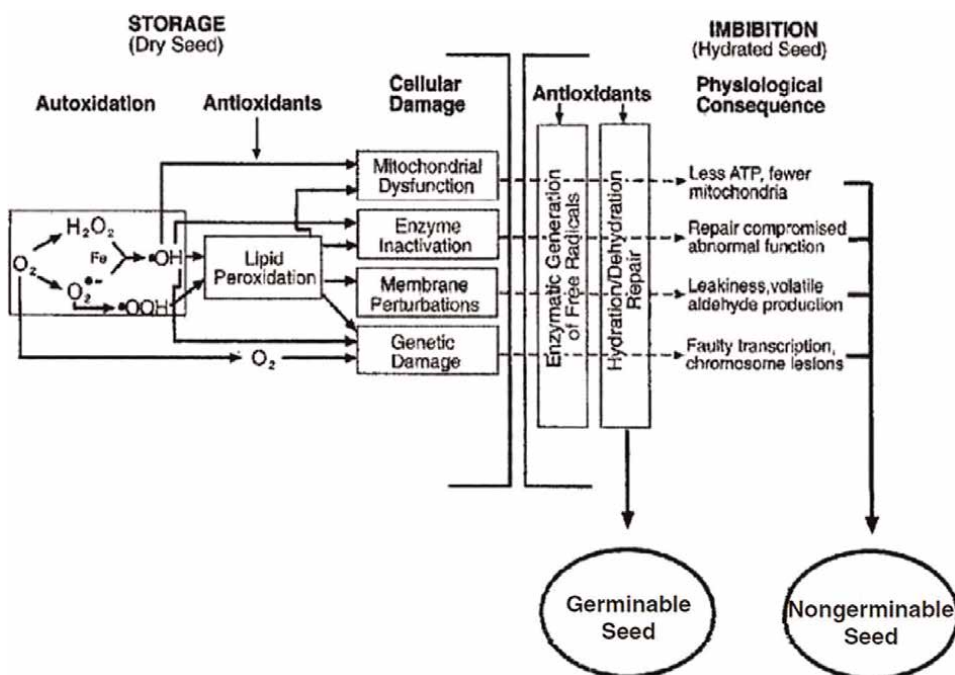 STORAGE
(Dry Seed)
Autoxidation
Antioxidants
Cellular
Damage
O2
H2O2
Fe
O2•−
•OH
•OOH
Lipid
Peroxidation
O2
Mitochondrial
Dysfunction
Enzyme
Inactivation
Membrane
Perturbations
Genetic
Damage
IMBIBITION
(Hydrated Seed)
Antioxidants
Physiological
Consequence
Enzymatic Generation
of Free Radicals
Hydration/Dehydration
Repair
Less ATP, fewer
mitochondria
Repair compromised
abnormal function
Leakiness,volatile
aldehyde production
Faulty transcription,
chromosome lesions
Germinable
Seed
Nongerminable
Seed